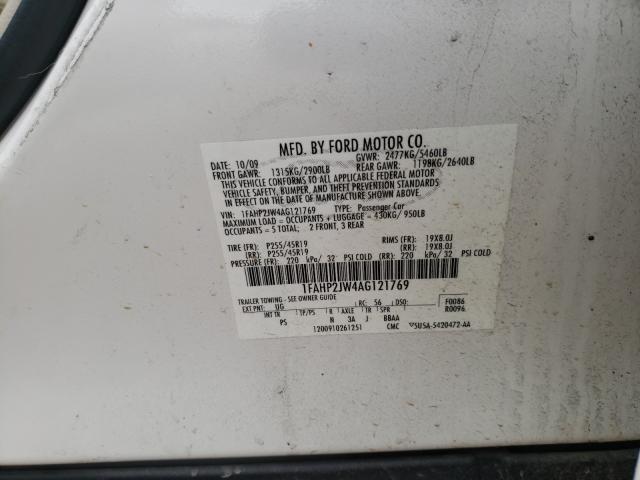 MFD. BY FORD MOTOR CO.
DATE: 10/09 GVWR: 2477KG/5460LB
FRONT GAWR: 1315KG/2900LB REAR GAWR: 1198KG/2640LB
THIS VEHICLE CONFORMS TO ALL APPLICABLE FEDERAL MOTOR
VEHICLE SAFETY, BUMPER, AND THEFT PREVENTION STANDARDS
IN EFFECT ON THE DATE OF MANUFACTURE SHOWN ABOVE.
VIN: 1FAHP2JW4AG121769 TYPE: Passenger Car
MAXIMUM LOAD = OCCUPANTS + LUGGAGE = 430KG/ 950LB
OCCUPANTS = 5 TOTAL; 2 FRONT, 3 REAR
TIRE (FR): P255/45R19 RIMS (FR): 19X8.0J
(RR): P255/45R19 (RR): 19X8.0J
PRESSURE (FR): 220 kPa/ 32 PSI COLD (RR): 220 kPa/ 32 PSI COLD
1FAHP2JW4AG121769
TRAILER TOWING - SEE OWNER GUIDE
EXT PNT: UG RC: 56 DSO: F0086
INT TR TP/PS R AXLE TR SPR R0096
PS N 3A J BBAA
1200910261251 CMC 5U5A-5420472-AA